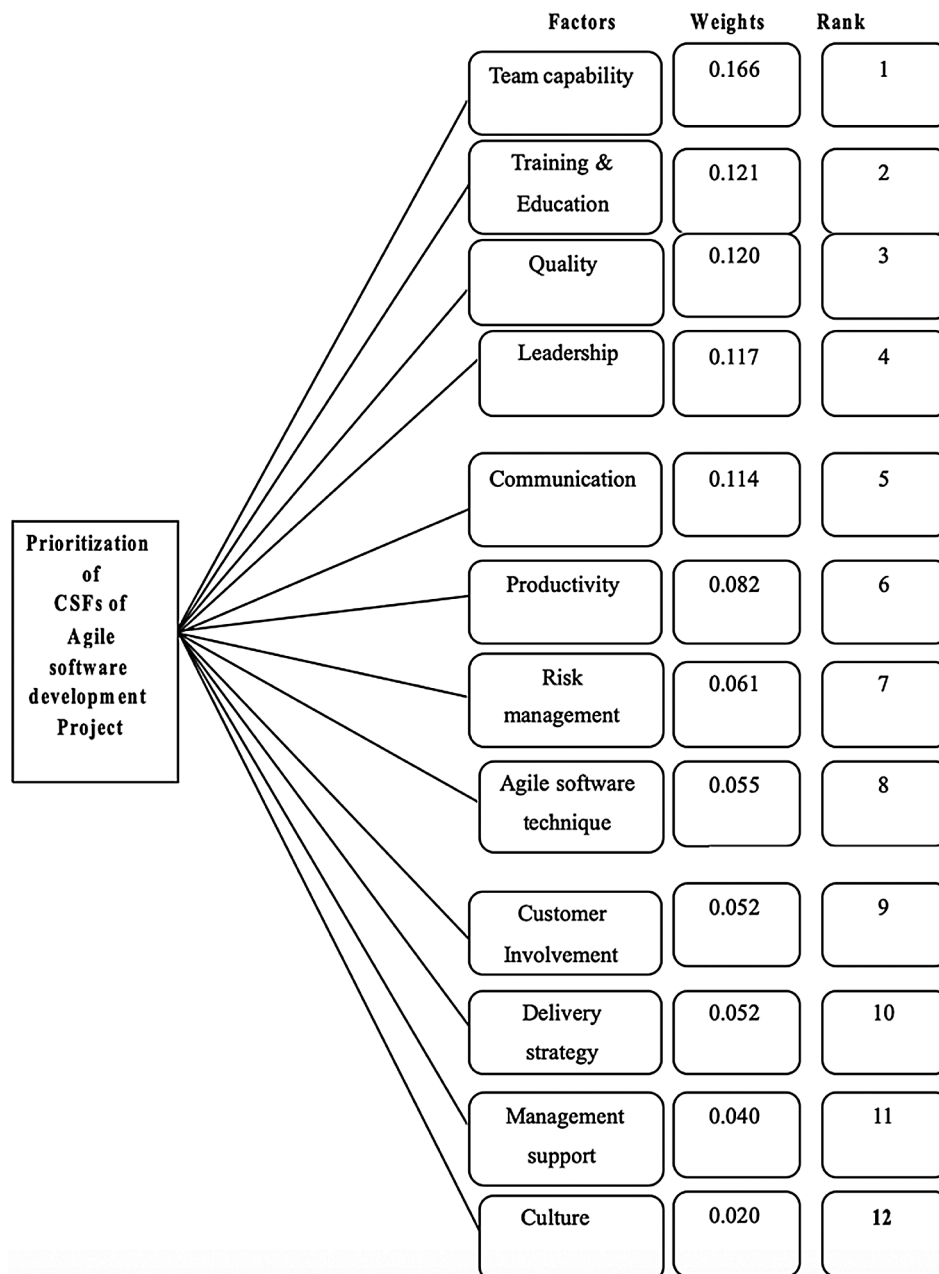 Factors Weights Rank
Team capability 0.166 1
Training & 0.121 2
Education
Quality 0.120 3
Leadership 0.117 4
Communication 0.114 5
Prioritization
of
CSFs of
Agile
software
development
Project
Productivity 0.082 6
Risk 0.061 7
management
Agile software 0.055 8
technique
Customer 0.052 9
Involvement
Delivery 0.052 10
strategy
Management 0.040 11
support
Culture 0.020 12